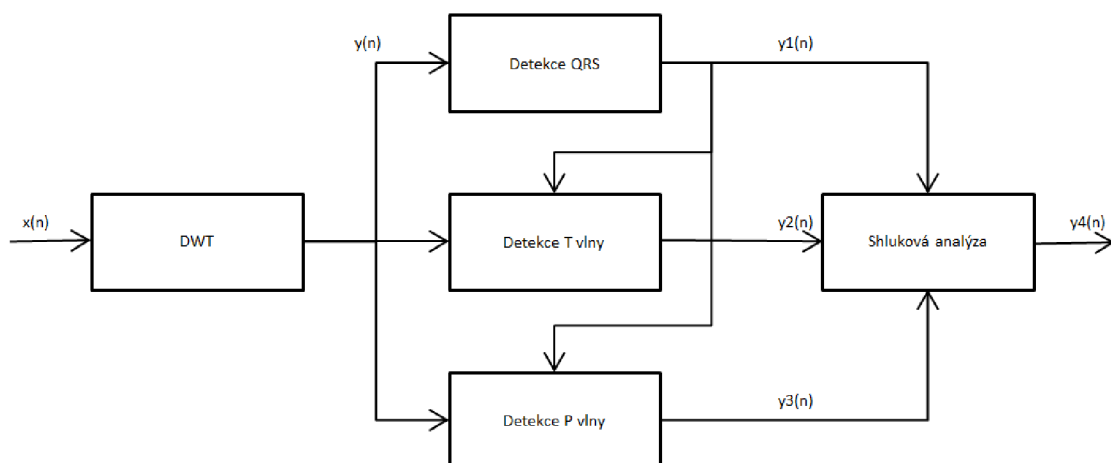 y(n)
Detekce QRS
y1(n)
x(n)
DWT
Detekce T vlny
y2(n)
Shluková analýza
y4(n)
Detekce P vlny
y3(n)